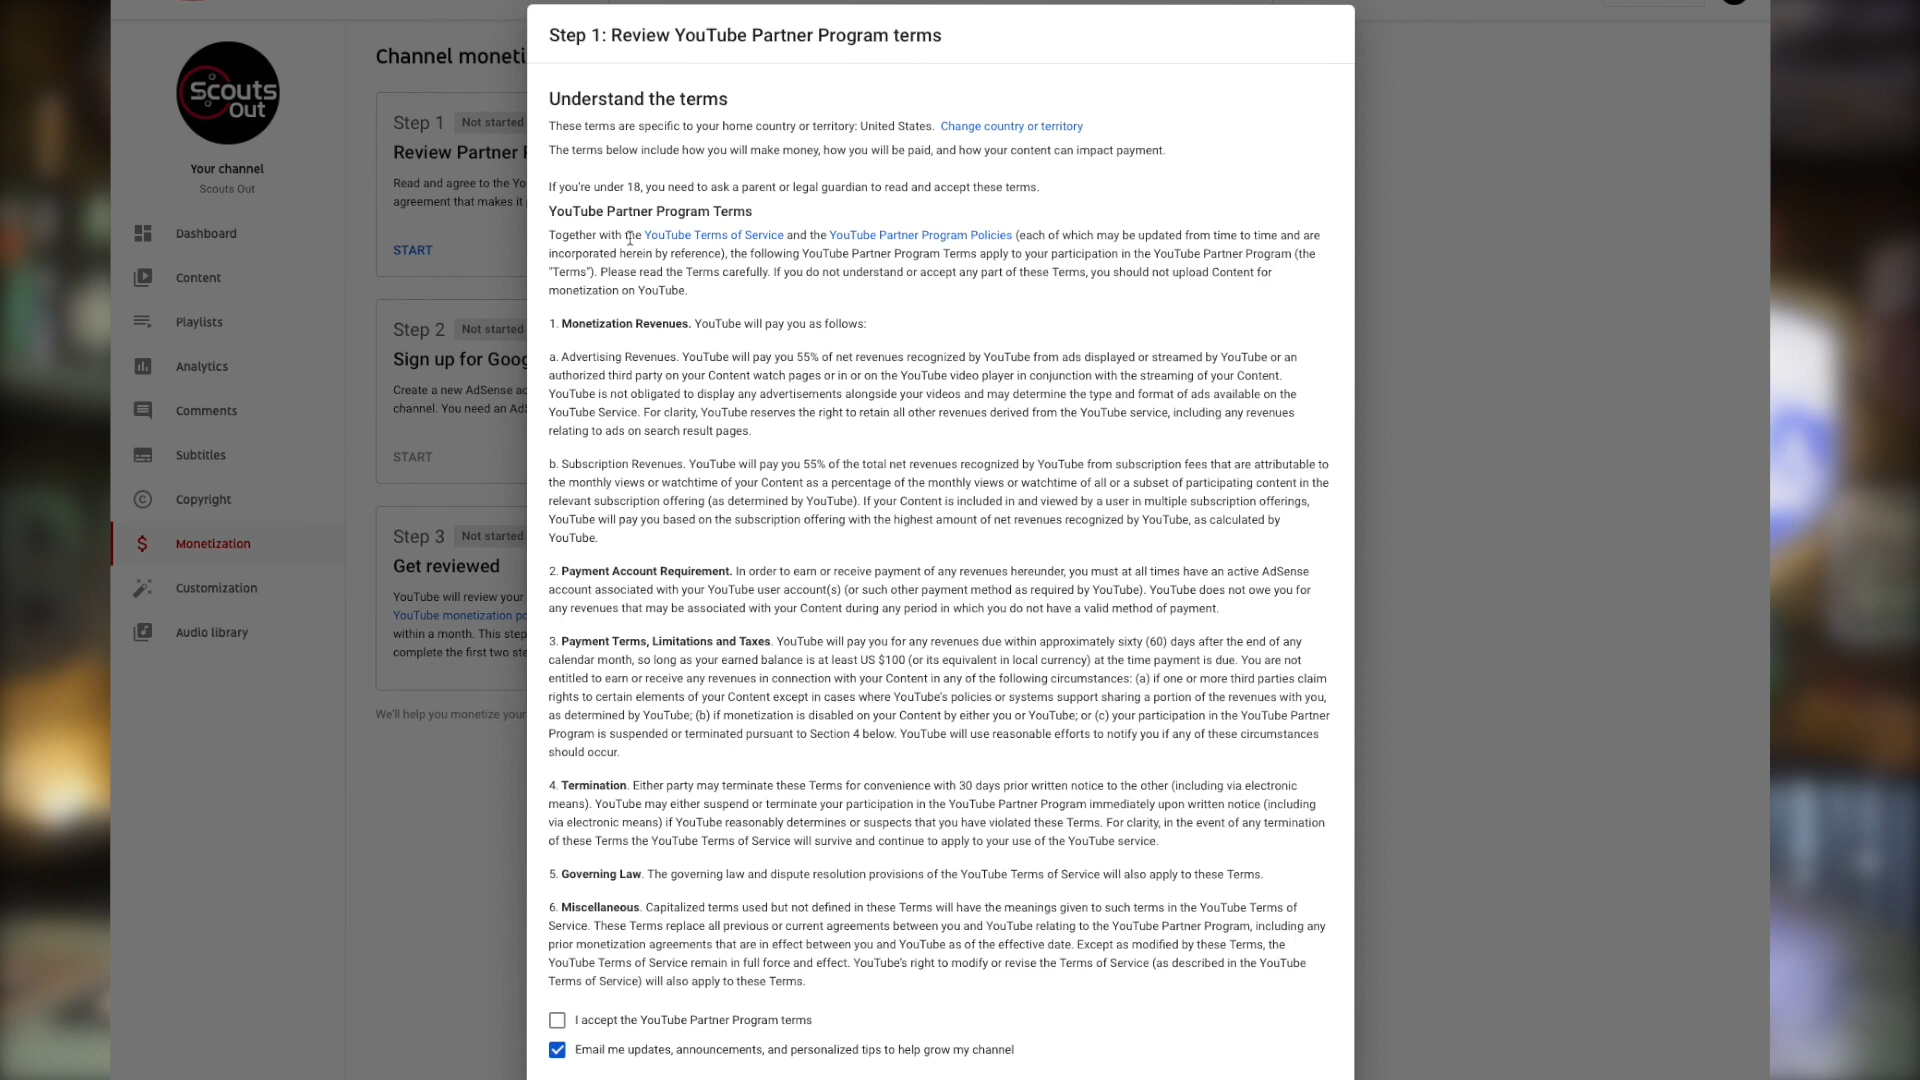 Step 1: Review YouTube Partner Program terms
Scouts
Out
Your channel
Scouts Out
Dashboard
Content
Playlists
Analytics
Comments
Subtitles
Copyright
Monetization
Customization
Audio library
Channel moneti
Step 1 Not started
Review Partner
Read and agree to the Yo
agreement that makes it
START
Step 2 Not started
Sign up for Goog
Create a new AdSense ac
channel. You need an AdS
START
Step 3 Not started
Get reviewed
YouTube will review your
YouTube monetization po
within a month. This step
complete the first two ste
We'll help you monetize your
Understand the terms
These terms are specific to your home country or territory: United States. Change country or territory
The terms below include how you will make money, how you will be paid, and how your content can impact payment.
If you're under 18, you need to ask a parent or legal guardian to read and accept these terms.
YouTube Partner Program Terms
Together with the YouTube Terms of Service and the YouTube Partner Program Policies (each of which may be updated from time to time and are
incorporated herein by reference), the following YouTube Partner Program Terms apply to your participation in the YouTube Partner Program (the
"Terms"). Please read the Terms carefully. If you do not understand or accept any part of these Terms, you should not upload Content for
monetization on YouTube.
1. Monetization Revenues. YouTube will pay you as follows:
a. Advertising Revenues. YouTube will pay you 55% of net revenues recognized by YouTube from ads displayed or streamed by YouTube or an
authorized third party on your Content watch pages or in or on the YouTube video player in conjunction with the streaming of your Content.
YouTube is not obligated to display any advertisements alongside your videos and may determine the type and format of ads available on the
YouTube Service. For clarity, YouTube reserves the right to retain all other revenues derived from the YouTube service, including any revenues
relating to ads on search result pages.
b. Subscription Revenues. YouTube will pay you 55% of the total net revenues recognized by YouTube from subscription fees that are attributable to
the monthly views or watchtime of your Content as a percentage of the monthly views or watchtime of all or a subset of participating content in the
relevant subscription offering (as determined by YouTube). If your Content is included in and viewed by a user in multiple subscription offerings,
YouTube will pay you based on the subscription offering with the highest amount of net revenues recognized by YouTube, as calculated by
YouTube.
2. Payment Account Requirement. In order to earn or receive payment of any revenues hereunder, you must at all times have an active AdSense
account associated with your YouTube user account(s) (or such other payment method as required by YouTube). YouTube does not owe you for
any revenues that may be associated with your Content during any period in which you do not have a valid method of payment.
3. Payment Terms, Limitations and Taxes. YouTube will pay you for any revenues due within approximately sixty (60) days after the end of any
calendar month, so long as your earned balance is at least US $100 (or its equivalent in local currency) at the time payment is due. You are not
entitled to earn or receive any revenues in connection with your Content in any of the following circumstances: (a) if one or more third parties claim
rights to certain elements of your Content except in cases where YouTube's policies or systems support sharing a portion of the revenues with you,
as determined by YouTube; (b) if monetization is disabled on your Content by either you or YouTube; or (c) your participation in the YouTube Partner
Program is suspended or terminated pursuant to Section 4 below. YouTube will use reasonable efforts to notify you if any of these circumstances
should occur.
4. Termination. Either party may terminate these Terms for convenience with 30 days prior written notice to the other (including via electronic
means). YouTube may either suspend or terminate your participation in the YouTube Partner Program immediately upon written notice (including
via electronic means) if YouTube reasonably determines or suspects that you have violated these Terms. For clarity, in the event of any termination
of these Terms the YouTube Terms of Service will survive and continue to apply to your use of the YouTube service.
5. Governing Law. The governing law and dispute resolution provisions of the YouTube Terms of Service will also apply to these Terms.
6. Miscellaneous. Capitalized terms used but not defined in these Terms will have the meanings given to such terms in the YouTube Terms of
Service. These Terms replace all previous or current agreements between you and YouTube relating to the YouTube Partner Program, including any
prior monetization agreements that are in effect between you and YouTube as of the effective date. Except as modified by these Terms, the
YouTube Terms of Service remain in full force and effect. YouTube's right to modify or revise the Terms of Service (as described in the YouTube
Terms of Service) will also apply to these Terms.
I accept the YouTube Partner Program terms
Email me updates, announcements, and personalized tips to help grow my channel